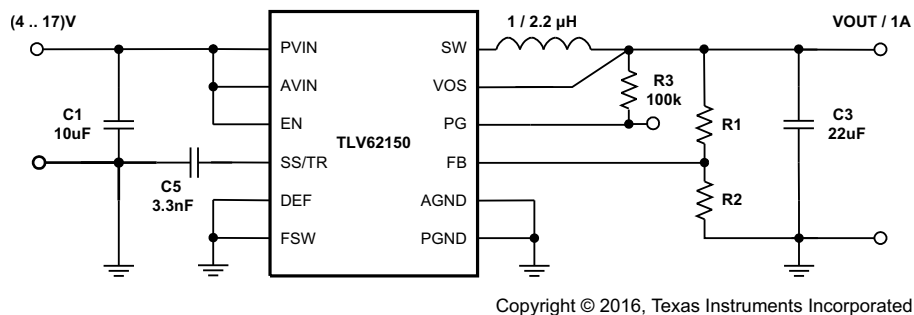 (4 .. 17)V
1 / 2.2 µH
VOUT / 1A
PVIN
SW
AVIN
VOS
R3
100k
C1
10uF
EN
PG
TLV62150
R1
C3
22uF
SS/TR
FB
C5
3.3nF
DEF
AGND
R2
FSW
PGND
Copyright © 2016, Texas Instruments Incorporated